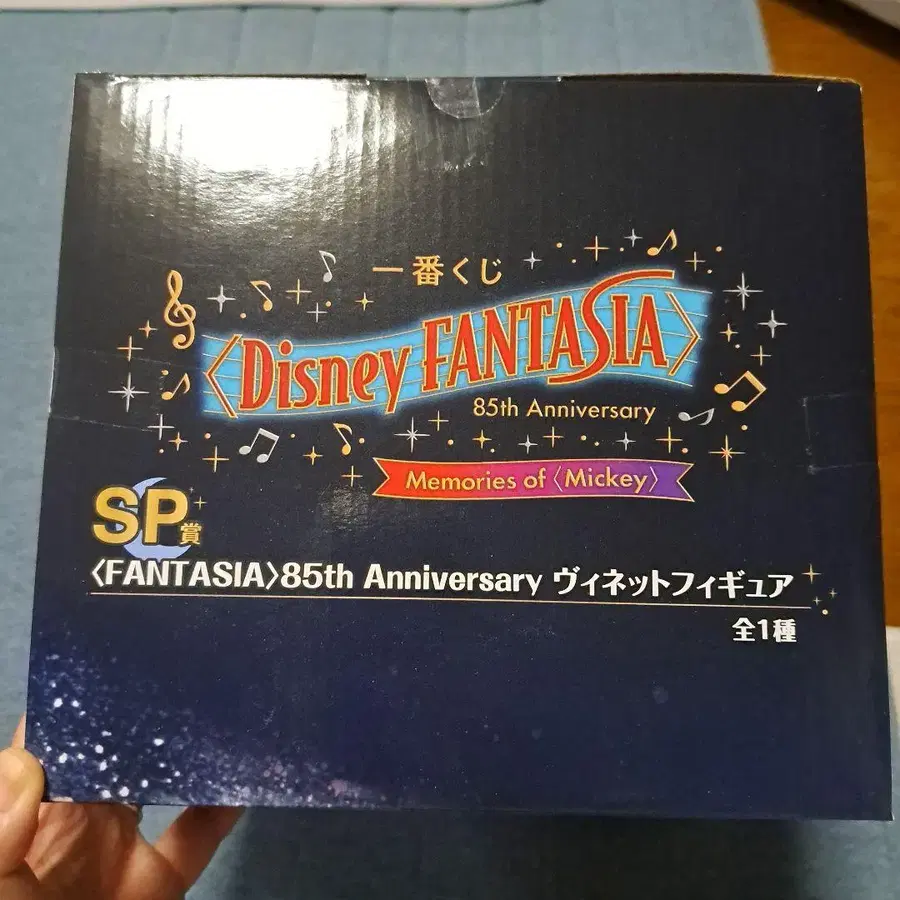 一番くじ
〈Disney FANTASIA〉
85th Anniversary
Memories of〈Mickey〉
SP賞
〈FANTASIA〉85th Anniversary ヴィネットフィギュア
全1種